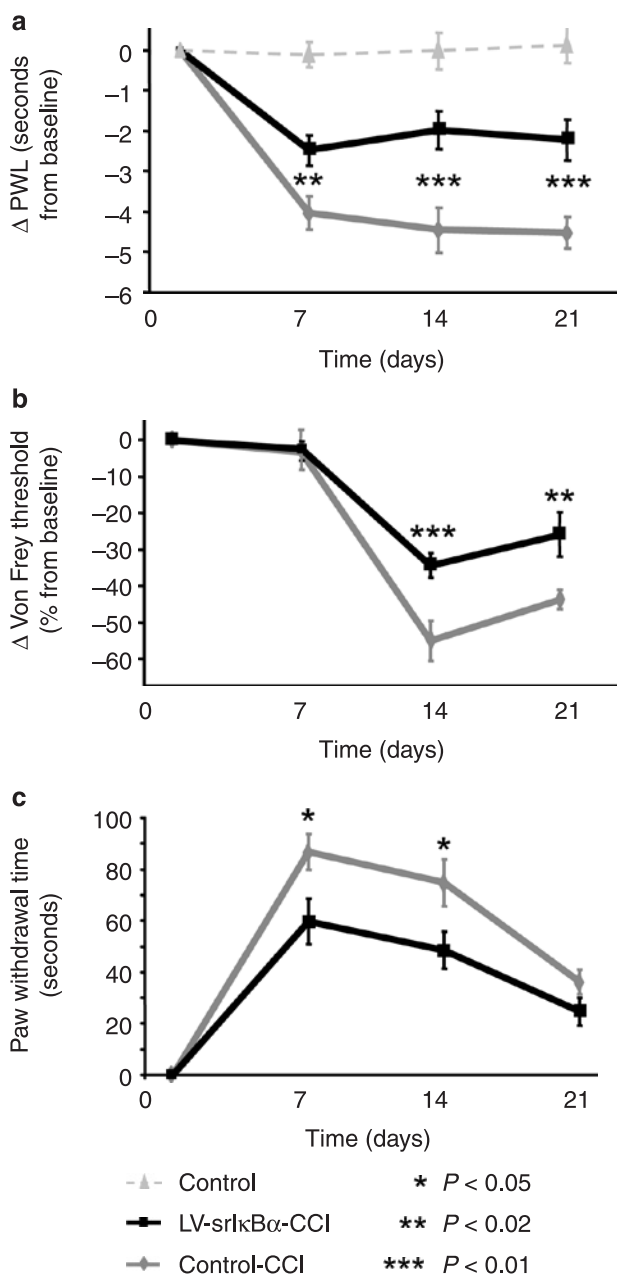 a
Δ PWL (seconds
from baseline)
0
–1
–2
–3
–4
–5
–6
** *** ***
0 7 14 21
Time (days)
b
Δ Von Frey threshold
(% from baseline)
0
–10
–20
–30
–40
–50
–60
*** **
0 7 14 21
Time (days)
c
Paw withdrawal time
(seconds)
100
80
60
40
20
0
* *
0 7 14 21
Time (days)
Control * P < 0.05
LV-srIκBα-CCI ** P < 0.02
Control-CCI *** P < 0.01